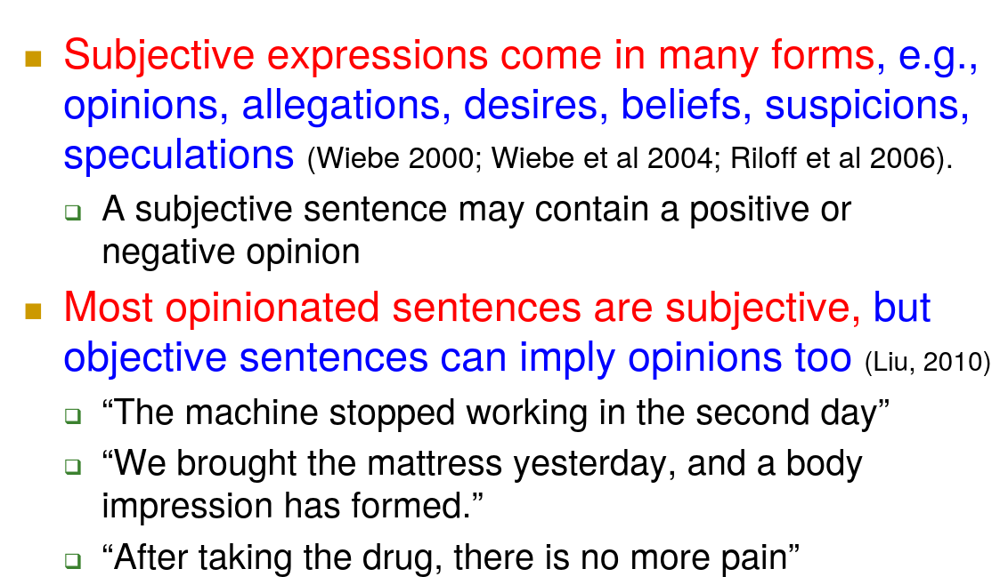 Subjective expressions come in many forms, e.g.,
opinions, allegations, desires, beliefs, suspicions,
speculations (Wiebe 2000; Wiebe et al 2004; Riloff et al 2006).
A subjective sentence may contain a positive or
negative opinion
Most opinionated sentences are subjective, but
objective sentences can imply opinions too (Liu, 2010)
“The machine stopped working in the second day”
“We brought the mattress yesterday, and a body
impression has formed.”
“After taking the drug, there is no more pain”